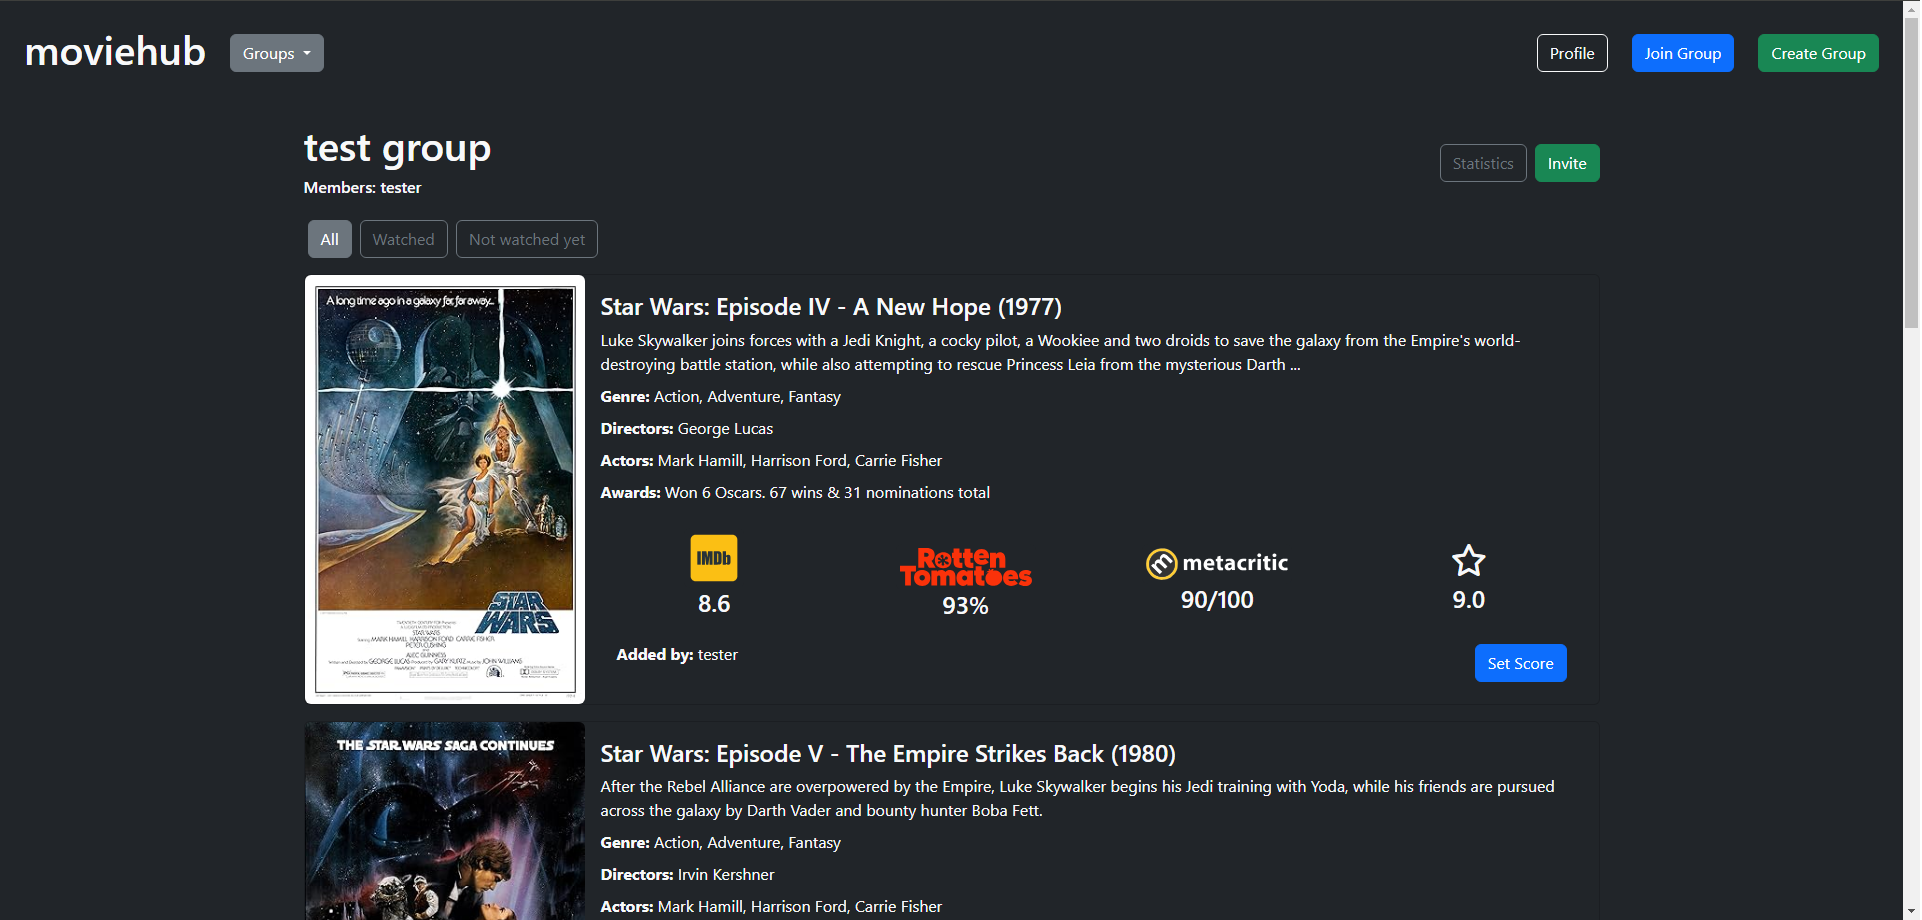 moviehub
Groups
Profile
Join Group
Create Group
test group
Members: tester
Statistics
Invite
All
Watched
Not watched yet
A long time ago in a galaxy far, far away...
STAR
WARS
Star Wars: Episode IV - A New Hope (1977)
Luke Skywalker joins forces with a Jedi Knight, a cocky pilot, a Wookiee and two droids to save the galaxy from the Empire's world-
destroying battle station, while also attempting to rescue Princess Leia from the mysterious Darth ...
Genre: Action, Adventure, Fantasy
Directors: George Lucas
Actors: Mark Hamill, Harrison Ford, Carrie Fisher
Awards: Won 6 Oscars. 67 wins & 31 nominations total
IMDb
8.6
Rotten
Tomatoes
93%
metacritic
90/100
9.0
Added by: tester
Set Score
THE STAR WARS SAGA CONTINUES
Star Wars: Episode V - The Empire Strikes Back (1980)
After the Rebel Alliance are overpowered by the Empire, Luke Skywalker begins his Jedi training with Yoda, while his friends are pursued
across the galaxy by Darth Vader and bounty hunter Boba Fett.
Genre: Action, Adventure, Fantasy
Directors: Irvin Kershner
Actors: Mark Hamill, Harrison Ford, Carrie Fisher